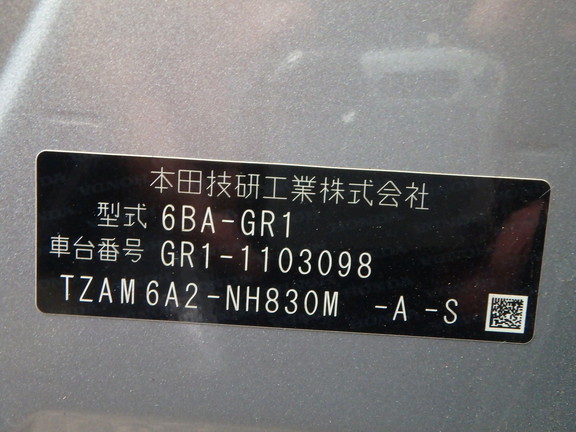 本田技研工業株式会社
型式 6BA-GR1
車台番号 GR1-1103098
TZAM6A2-NH830M -A -S